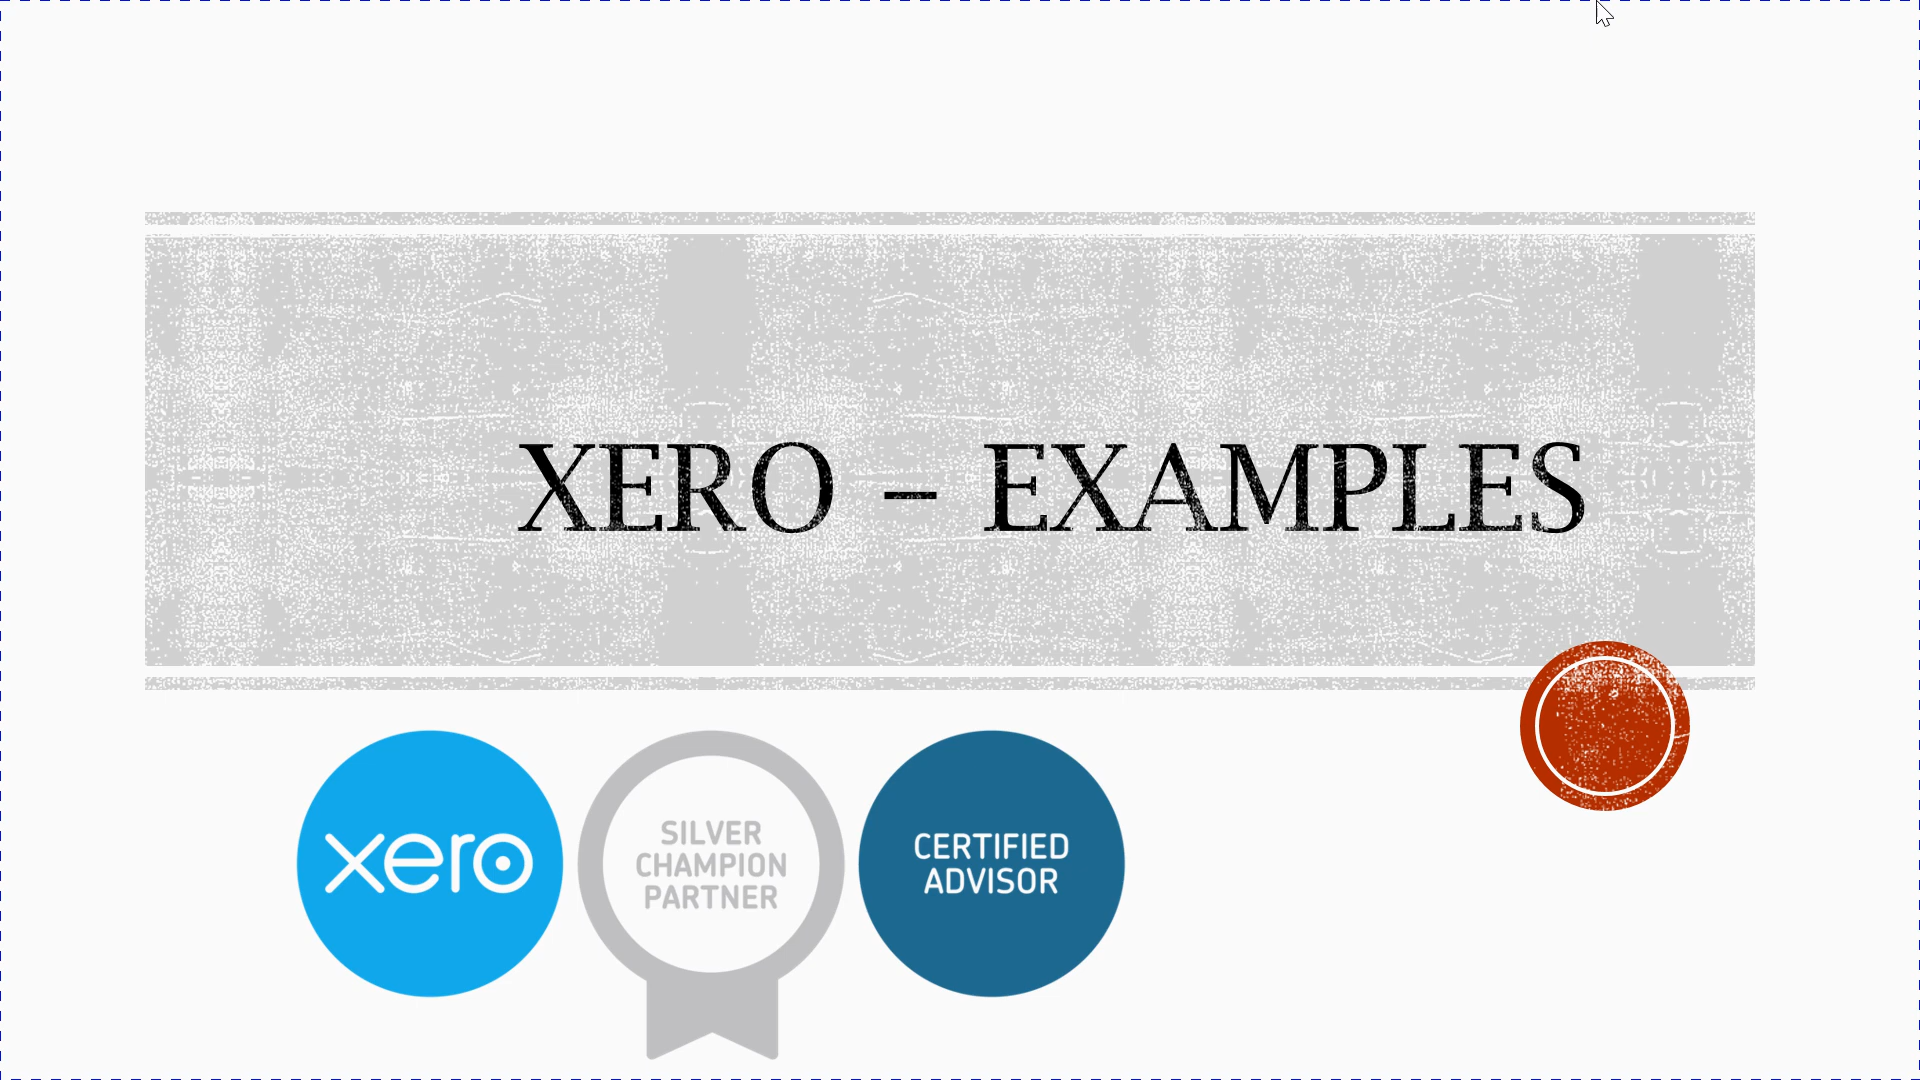 XERO – EXAMPLES
xero
SILVER
CHAMPION
PARTNER
CERTIFIED
ADVISOR